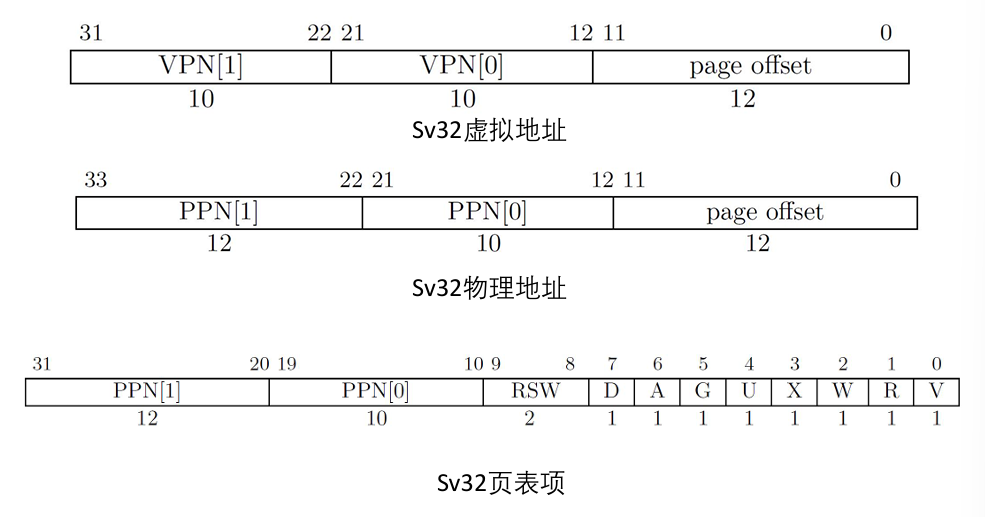 31 22 21 12 11 0
VPN[1] VPN[0] page offset
10 10 12
Sv32虚拟地址
33 22 21 12 11 0
PPN[1] PPN[0] page offset
12 10 12
Sv32物理地址
31 20 19 10 9 8 7 6 5 4 3 2 1 0
PPN[1] PPN[0] RSW D A G U X W R V
12 10 2 1 1 1 1 1 1 1 1
Sv32页表项